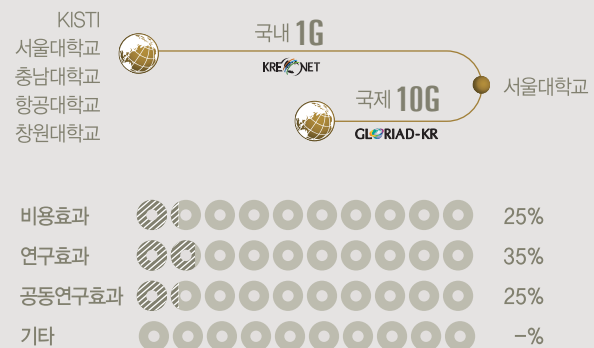 KISTI
서울대학교
충남대학교
항공대학교
창원대학교
국내 1G
KREONET
국제 10G
GLORIAD-KR
서울대학교
비용효과 25%
연구효과 35%
공동연구효과 25%
기타 -%